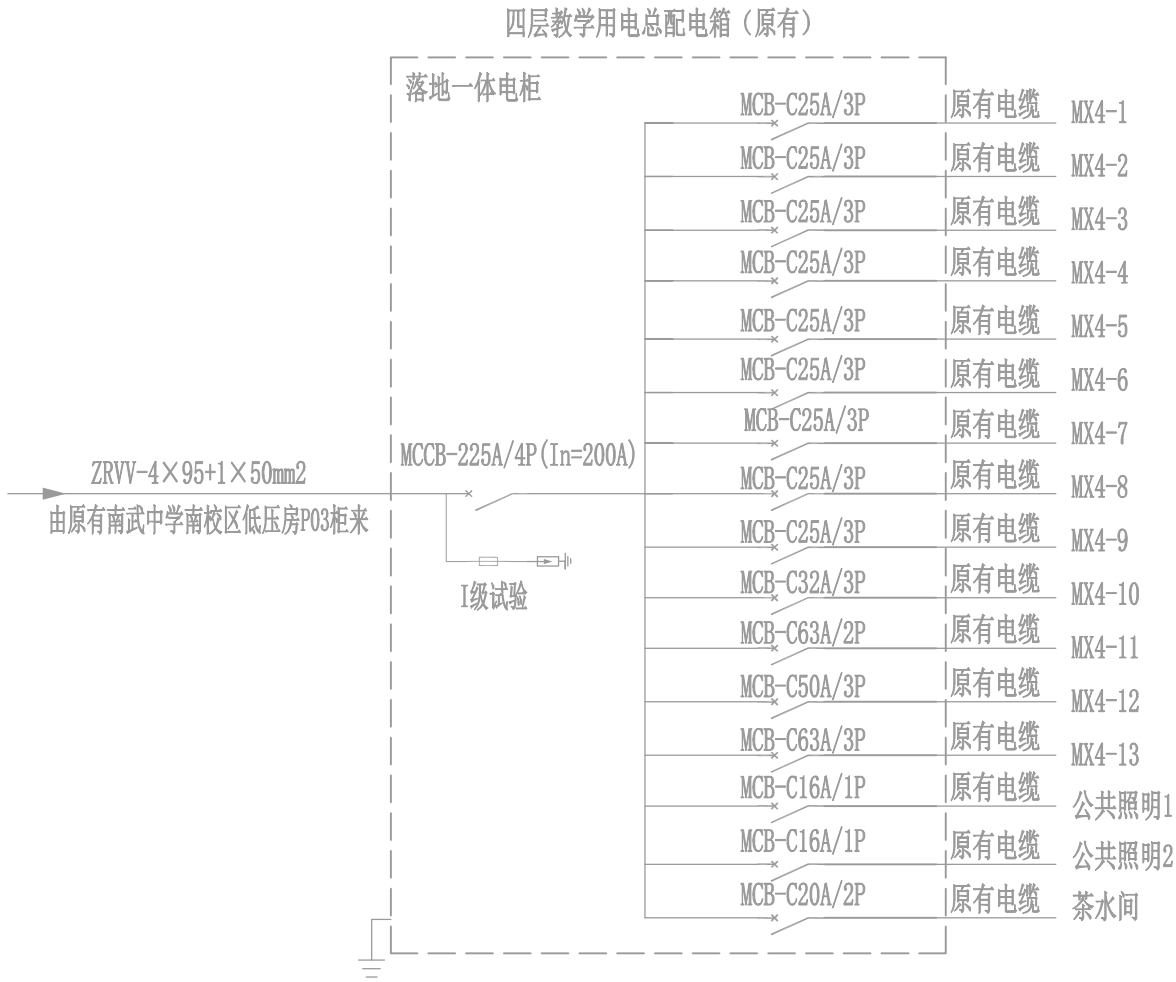 四层教学用电总配电箱（原有）
落地一体电柜
MCB-C25A/3P 原有电缆 MX4-1
MCB-C25A/3P 原有电缆 MX4-2
MCB-C25A/3P 原有电缆 MX4-3
MCB-C25A/3P 原有电缆 MX4-4
MCB-C25A/3P 原有电缆 MX4-5
MCB-C25A/3P 原有电缆 MX4-6
MCB-C25A/3P 原有电缆 MX4-7
MCCB-225A/4P(In=200A)
ZRVV-4×95+1×50mm2
MCB-C25A/3P 原有电缆 MX4-8
由原有南武中学南校区低压房P03柜来
MCB-C25A/3P 原有电缆 MX4-9
I级试验
MCB-C32A/3P 原有电缆 MX4-10
MCB-C63A/2P 原有电缆 MX4-11
MCB-C50A/3P 原有电缆 MX4-12
MCB-C63A/3P 原有电缆 MX4-13
MCB-C16A/1P 原有电缆 公共照明1
MCB-C16A/1P 原有电缆 公共照明2
MCB-C20A/2P 原有电缆 茶水间